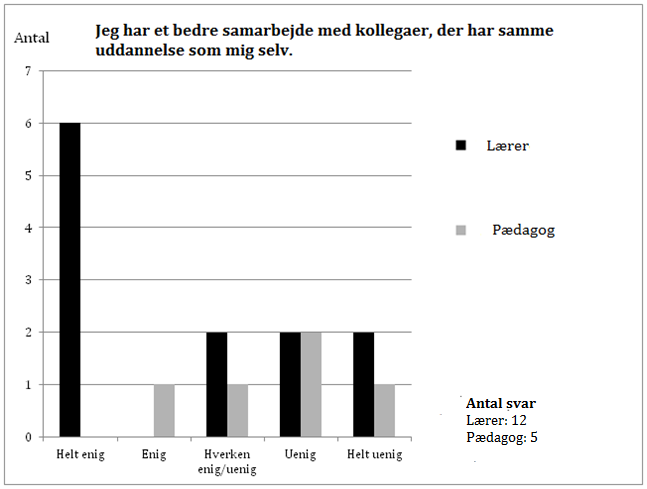 Antal
Jeg har et bedre samarbejde med kollegaer, der har samme
uddannelse som mig selv.
7
6
5
4
3
2
1
0
Helt enig
Enig
Hverken
enig/uenig
Uenig
Helt uenig
Lærer
Pædagog
Antal svar
Lærer: 12
Pædagog: 5